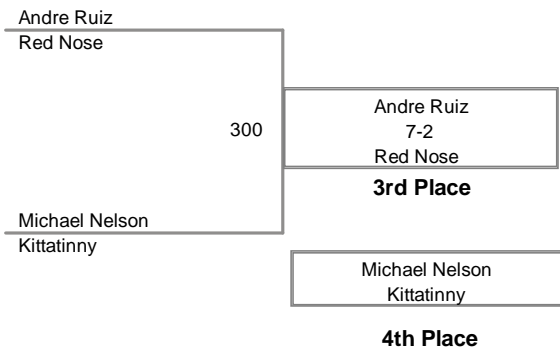 Andre Ruiz
Red Nose
300
Andre Ruiz
7-2
Red Nose
3rd Place
Michael Nelson
Kittatinny
Michael Nelson
Kittatinny
4th Place